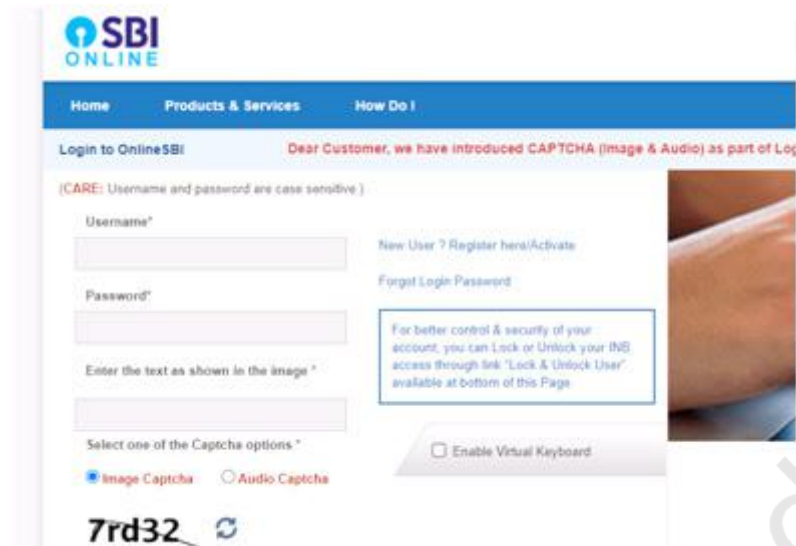 SBI
ONLINE
Home Products & Services How Do I
Login to OnlineSBI Dear Customer, we have introduced CAPTCHA (Image & Audio) as part of Log
(CARE: Username and password are case sensitive )
Username*
New User ? Register here/Activate
Forgot Login Password
Password*
For better control & security of your
account, you can Lock or Unlock your INB
access through link "Lock & Unlock User"
available at bottom of this Page
Enter the text as shown in the image *
Select one of the Captcha options *
Enable Virtual Keyboard
Image Captcha Audio Captcha
7rd32